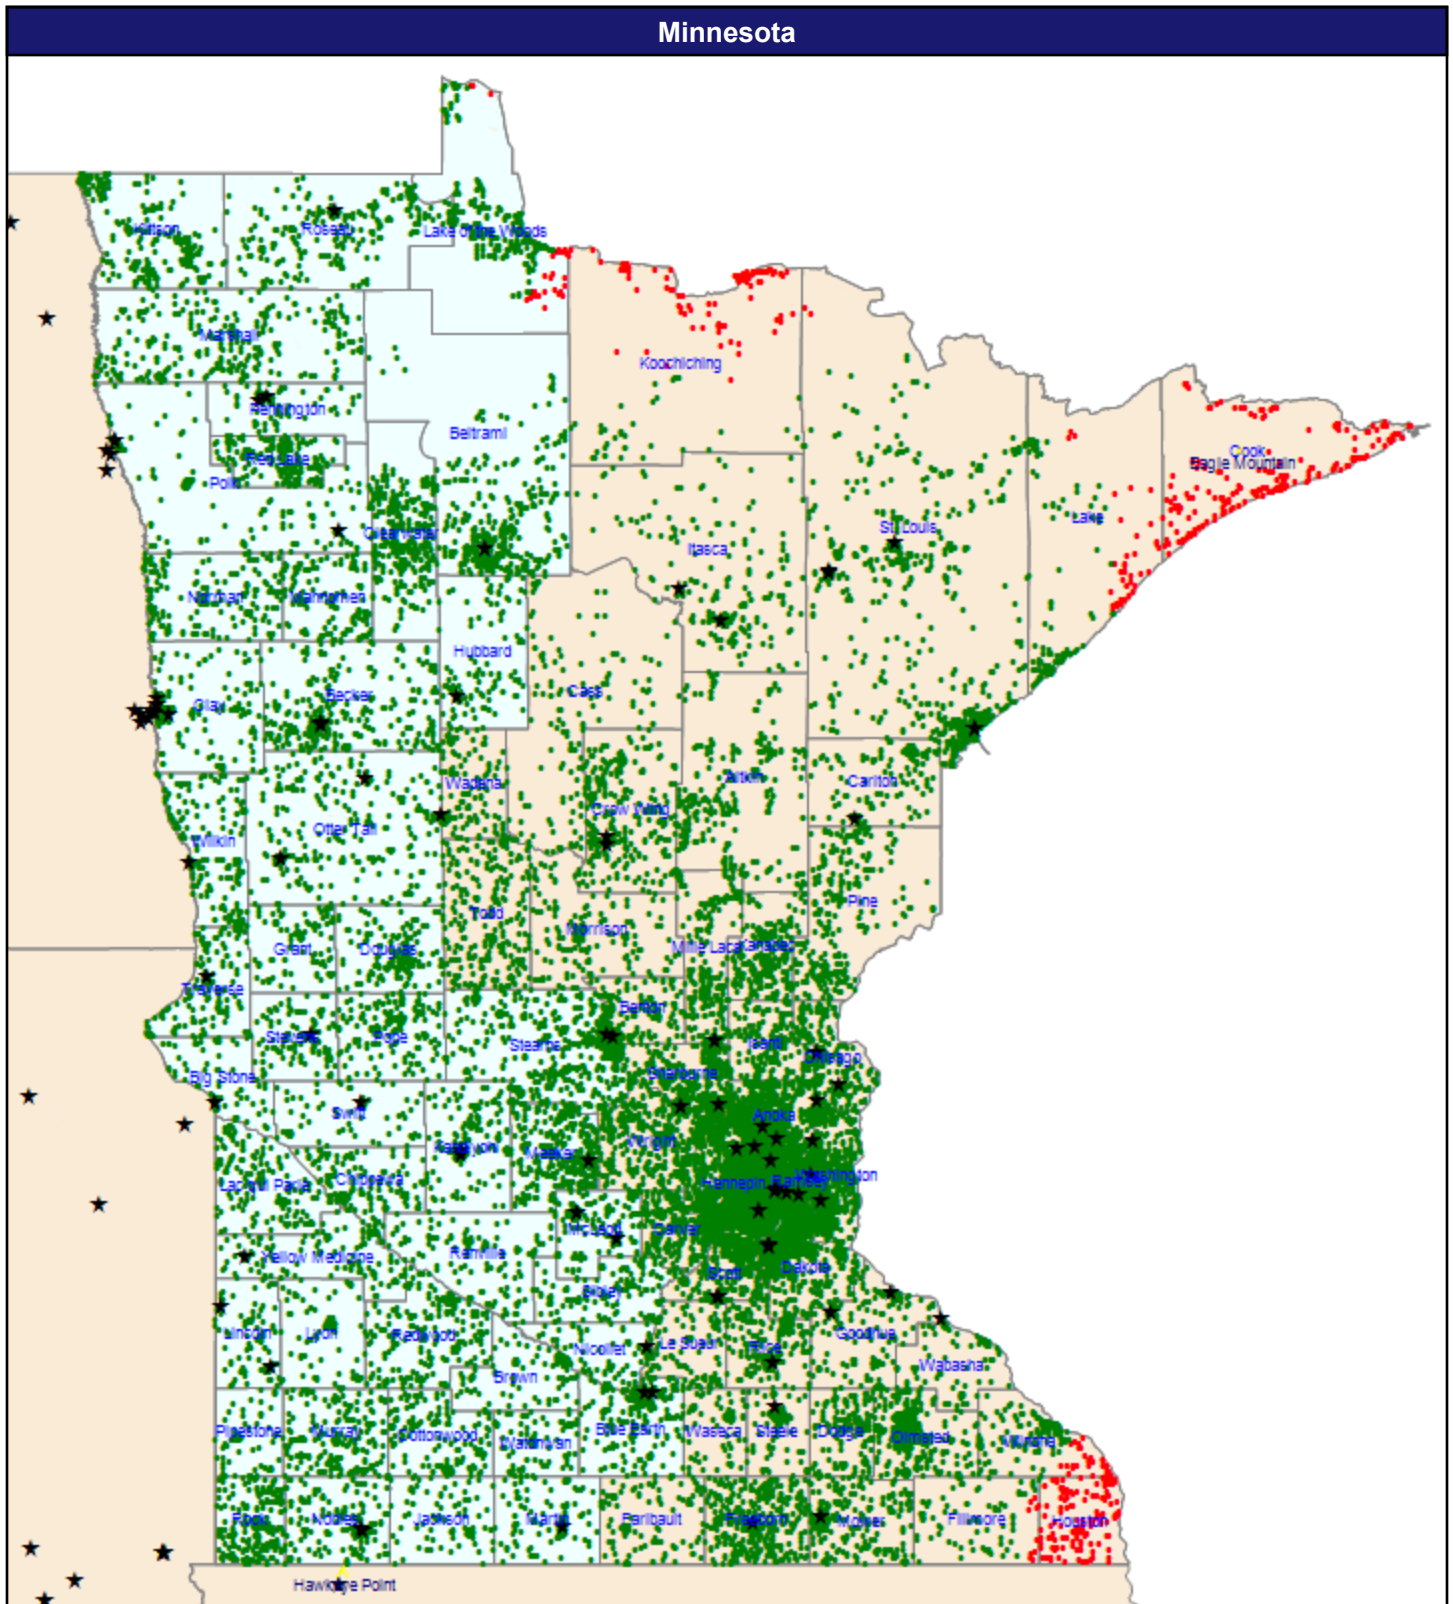 Minnesota
Kittson
Roseau
Lake of the Woods
Marshall
Koochiching
Pennington
Beltrami
Red Lake
Polk
Cook
Eagle Mountain
Clearwater
St. Louis
Lake
Itasca
Norman
Mahnomen
Hubbard
Cass
Clay
Becker
Wadena
Aitkin
Carlton
Crow Wing
Otter Tail
Wilkin
Pine
Todd
Morrison
Grant
Douglas
Mille Lacs
Kanabec
Traverse
Benton
Stevens
Pope
Stearns
Isanti
Chisago
Big Stone
Sherburne
Swift
Anoka
Kandiyohi
Meeker
Wright
Lac qui Parle
Chippewa
Hennepin
Ramsey
Washington
McLeod
Carver
Yellow Medicine
Renville
Scott
Dakota
Sibley
Lincoln
Lyon
Redwood
Nicollet
Le Sueur
Rice
Goodhue
Wabasha
Brown
Pipestone
Murray
Cottonwood
Watonwan
Blue Earth
Waseca
Steele
Dodge
Olmsted
Winona
Rock
Nobles
Jackson
Martin
Faribault
Freeborn
Mower
Fillmore
Houston
Hawkeye Point